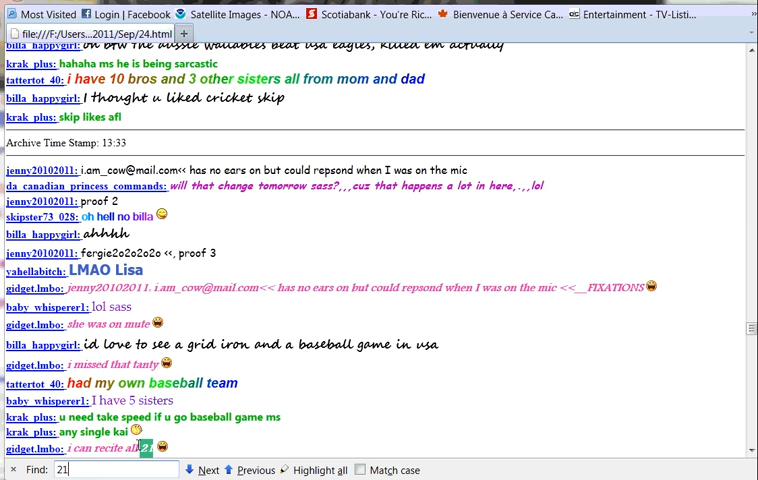 Most Visited Login | Facebook Satellite Images - NOA... Scotiabank - You're Ric... Bienvenue à Service Ca... Entertainment - TV-Listi...
file:///F:/Users...2011/Sep/24.html
billa_happygirl: oh btw the aussie wallabies beat usa eagles, killed em actually
krak_plus: hahaha ms he is being sarcastic
tattertot_40: i have 10 bros and 3 other sisters all from mom and dad
billa_happygirl: I thought u liked cricket skip
krak_plus: skip likes afl
Archive Time Stamp: 13:33
jenny20102011: i.am_cow@mail.com<< has no ears on but could repsond when I was on the mic
da_canadian_princess_commands: will that change tomorrow sass?,,,cuz that happens a lot in here,.,,lol
jenny20102011: proof 2
skipster73_028: oh hell no billa
billa_happygirl: ahhhh
jenny20102011: fergie2o2o2o2o <<, proof 3
yahellabitch: LMAO Lisa
gidget.lmbo: jenny20102011. i.am_cow@mail.com<< has no ears on but could repsond when I was on the mic <<__FIXATIONS
baby_whisperer1: lol sass
gidget.lmbo: she was on mute
billa_happygirl: id love to see a grid iron and a baseball game in usa
gidget.lmbo: i missed that tanty
tattertot_40: had my own baseball team
baby_whisperer1: I have 5 sisters
krak_plus: u need take speed if u go baseball game ms
krak_plus: any single kai
gidget.lmbo: i can recite all 21
× Find: 21 Next Previous Highlight all Match case